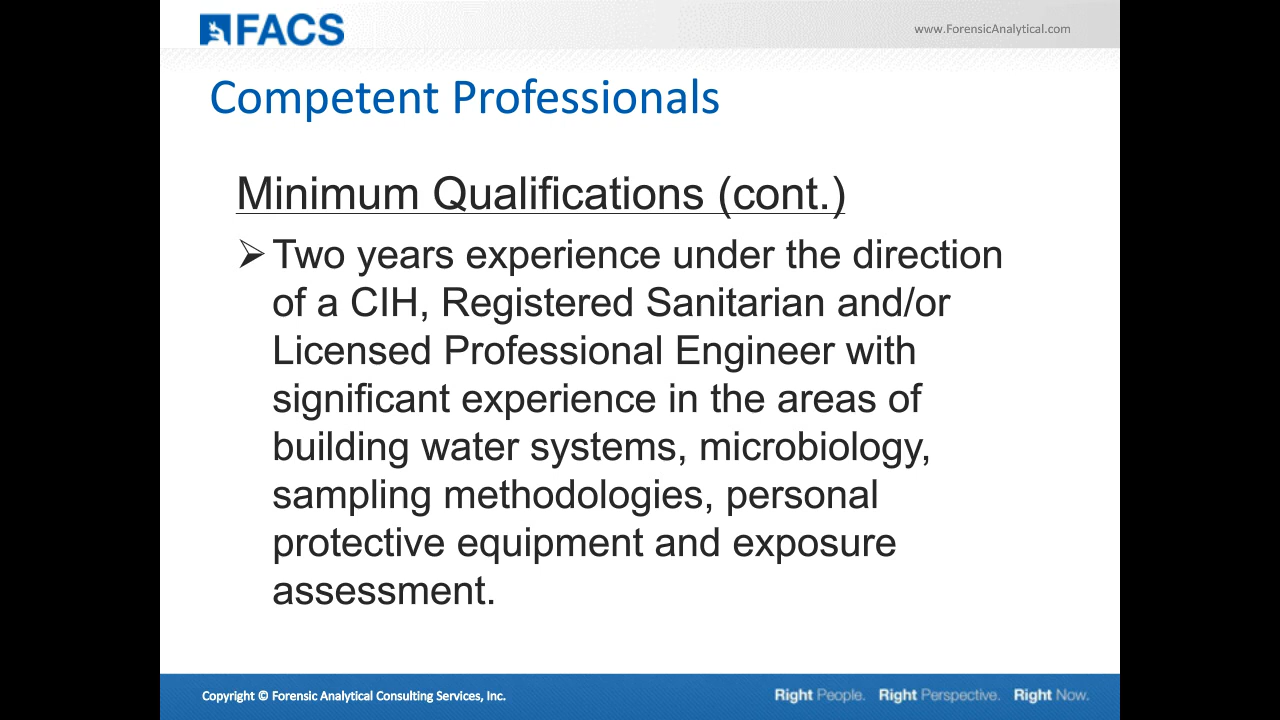 FACS
www.ForensicAnalytical.com
Competent Professionals
Minimum Qualifications (cont.)
Two years experience under the direction
of a CIH, Registered Sanitarian and/or
Licensed Professional Engineer with
significant experience in the areas of
building water systems, microbiology,
sampling methodologies, personal
protective equipment and exposure
assessment.
Copyright © Forensic Analytical Consulting Services, Inc.
Right People. Right Perspective. Right Now.